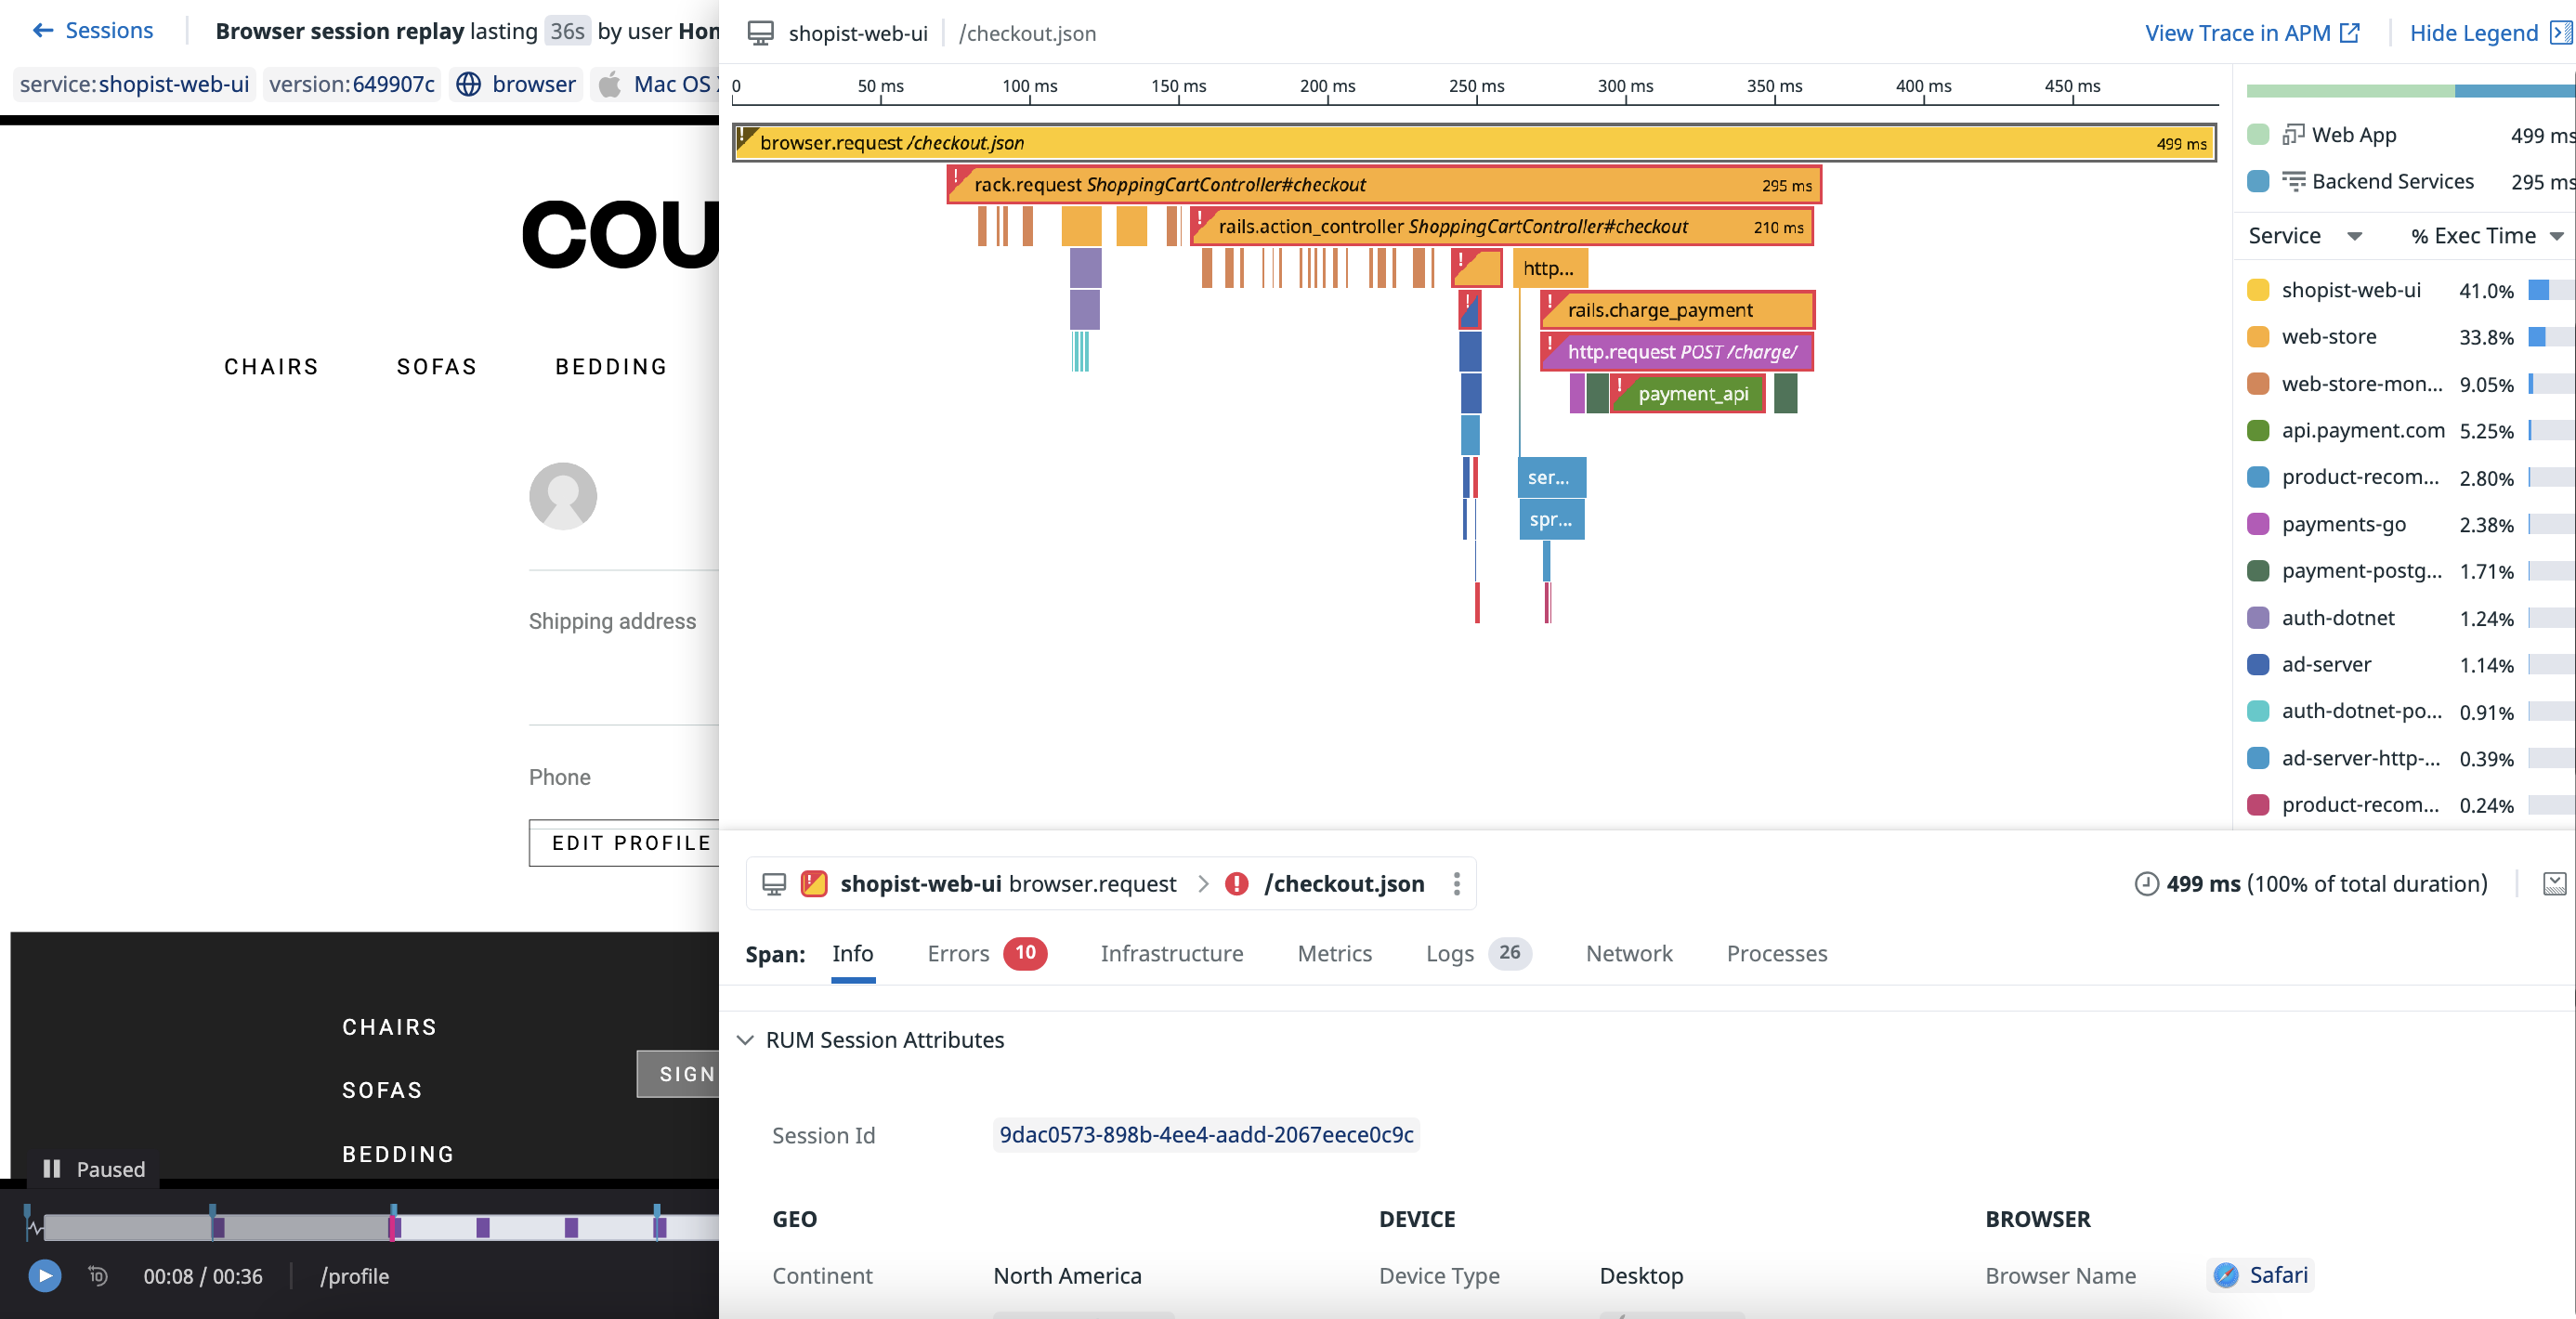 ← Sessions
Browser session replay lasting 36s by user Hon
service:shopist-web-ui version:649907c browser Mac OS
COU
CHAIRS SOFAS BEDDING
Shipping address
Phone
EDIT PROFILE
CHAIRS
SOFAS
BEDDING
SIGN
Paused
10
00:08 / 00:36 /profile
shopist-web-ui /checkout.json
View Trace in APM Hide Legend
0 50 ms 100 ms 150 ms 200 ms 250 ms 300 ms 350 ms 400 ms 450 ms
! browser.request /checkout.json 499 ms
! rack.request ShoppingCartController#checkout 295 ms
! rails.action_controller ShoppingCartController#checkout 210 ms
! http...
! ! rails.charge_payment
! http.request POST /charge/
! payment_api
ser...
spr...
Web App 499 ms
Backend Services 295 ms
Service % Exec Time
shopist-web-ui 41.0%
web-store 33.8%
web-store-mon... 9.05%
api.payment.com 5.25%
product-recom... 2.80%
payments-go 2.38%
payment-postg... 1.71%
auth-dotnet 1.24%
ad-server 1.14%
auth-dotnet-po... 0.91%
ad-server-http-... 0.39%
product-recom... 0.24%
! shopist-web-ui browser.request > ! /checkout.json
499 ms (100% of total duration)
Span: Info Errors 10 Infrastructure Metrics Logs 26 Network Processes
RUM Session Attributes
Session Id 9dac0573-898b-4ee4-aadd-2067eece0c9c
GEO DEVICE BROWSER
Continent North America Device Type Desktop Browser Name Safari